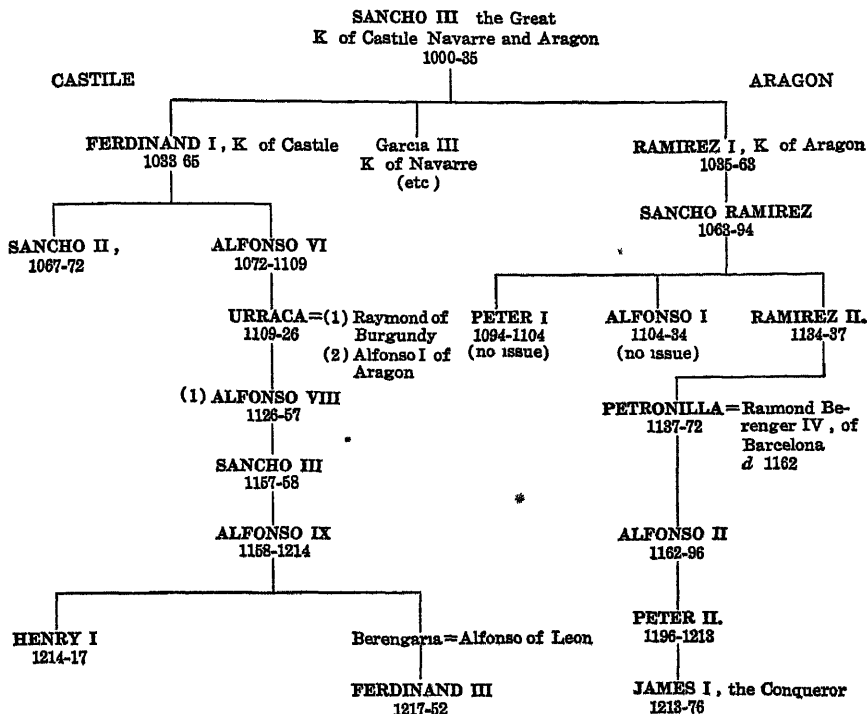 SANCHO III the Great
K of Castile Navarre and Aragon
1000-35
CASTILE
ARAGON
FERDINAND I, K of Castile
1033 65
Garcia III
K of Navarre
(etc)
RAMIREZ I, K of Aragon
1035-63
SANCHO RAMIREZ
1063-94
SANCHO II,
1067-72
ALFONSO VI
1072-1109
URRACA=(1) Raymond of
Burgundy
1109-26
(2) Alfonso I of
Aragon
PETER I
1094-1104
(no issue)
ALFONSO I
1104-34
(no issue)
RAMIREZ II.
1134-37
(1) ALFONSO VIII
1126-57
PETRONILLA=Raimond Be-
1137-72
renger IV, of
Barcelona
d 1162
SANCHO III
1157-58
ALFONSO IX
1158-1214
ALFONSO II
1162-96
HENRY I
1214-17
Berengaria=Alfonso of Leon
PETER II.
1196-1213
FERDINAND III
1217-52
JAMES I, the Conqueror
1213-76